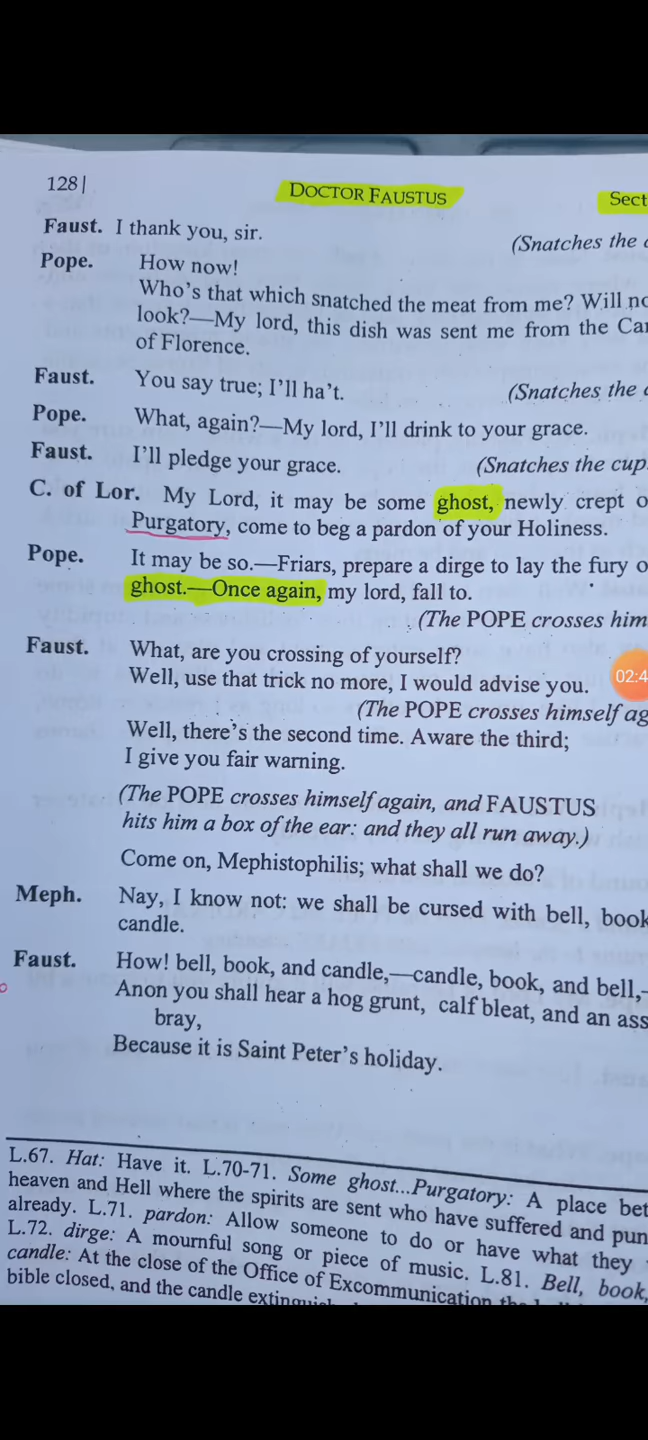 128|
DOCTOR FAUSTUS
Sect
Faust. I thank you, sir.
(Snatches the
Pope. How now!
Who's that which snatched the meat from me? Will no
look?—My lord, this dish was sent me from the Car
of Florence.
Faust. You say true; I'll ha't. (Snatches the
Pope. What, again?—My lord, I'll drink to your grace.
Faust. I'll pledge your grace. (Snatches the cup.
C. of Lor. My Lord, it may be some ghost, newly crept o
Purgatory, come to beg a pardon of your Holiness.
Pope. It may be so.—Friars, prepare a dirge to lay the fury o
ghost.—Once again, my lord, fall to.
(The POPE crosses him
Faust. What, are you crossing of yourself?
Well, use that trick no more, I would advise you.
02:4
(The POPE crosses himself ag
Well, there's the second time. Aware the third;
I give you fair warning.
(The POPE crosses himself again, and FAUSTUS
hits him a box of the ear: and they all run away.)
Come on, Mephistophilis; what shall we do?
Meph. Nay, I know not: we shall be cursed with bell, book
candle.
Faust. How! bell, book, and candle,—candle, book, and bell,-
Anon you shall hear a hog grunt, calf bleat, and an ass
bray,
Because it is Saint Peter's holiday.
L.67. Hat: Have it. L.70-71. Some ghost...Purgatory: A place bet
heaven and Hell where the spirits are sent who have suffered and pun
already. L.71. pardon: Allow someone to do or have what they
L.72. dirge: A mournful song or piece of music. L.81. Bell, book,
candle: At the close of the Office of Excommunication the
bible closed, and the candle